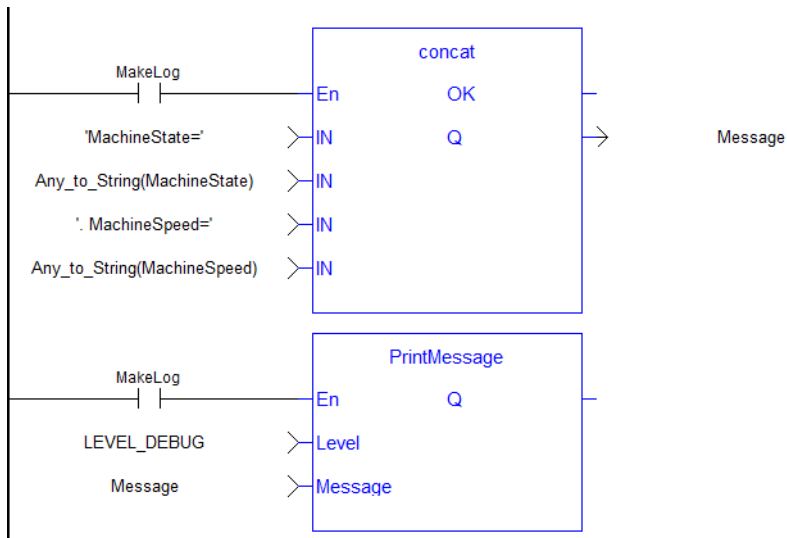 concat
MakeLog
En OK
'MachineState=' IN Q Message
Any_to_String(MachineState) IN
'. MachineSpeed=' IN
Any_to_String(MachineSpeed) IN
PrintMessage
MakeLog
En Q
LEVEL_DEBUG Level
Message Message